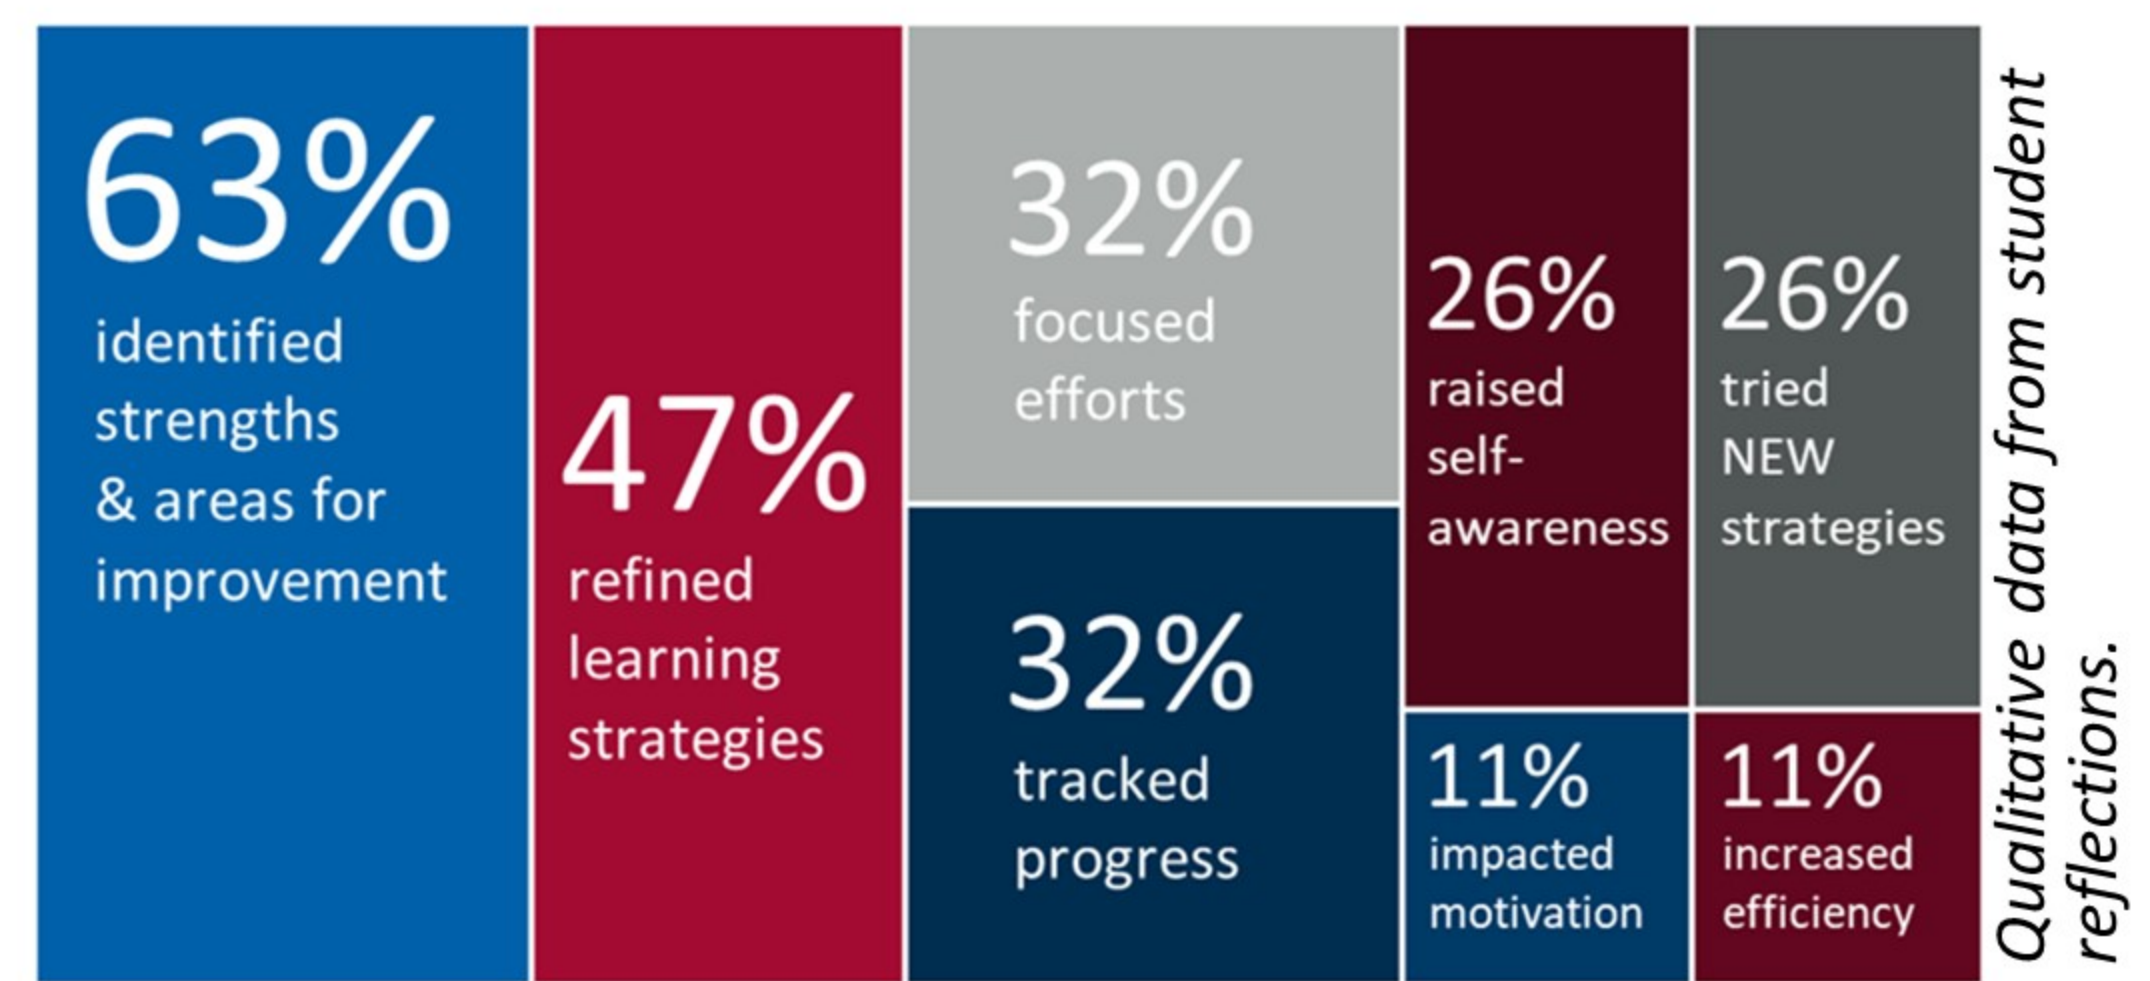 63%
identified
strengths
& areas for
improvement
47%
refined
learning
strategies
32%
focused
efforts
32%
tracked
progress
26%
raised
self-
awareness
26%
tried
NEW
strategies
11%
impacted
motivation
11%
increased
efficiency
Qualitative data from student
reflections.